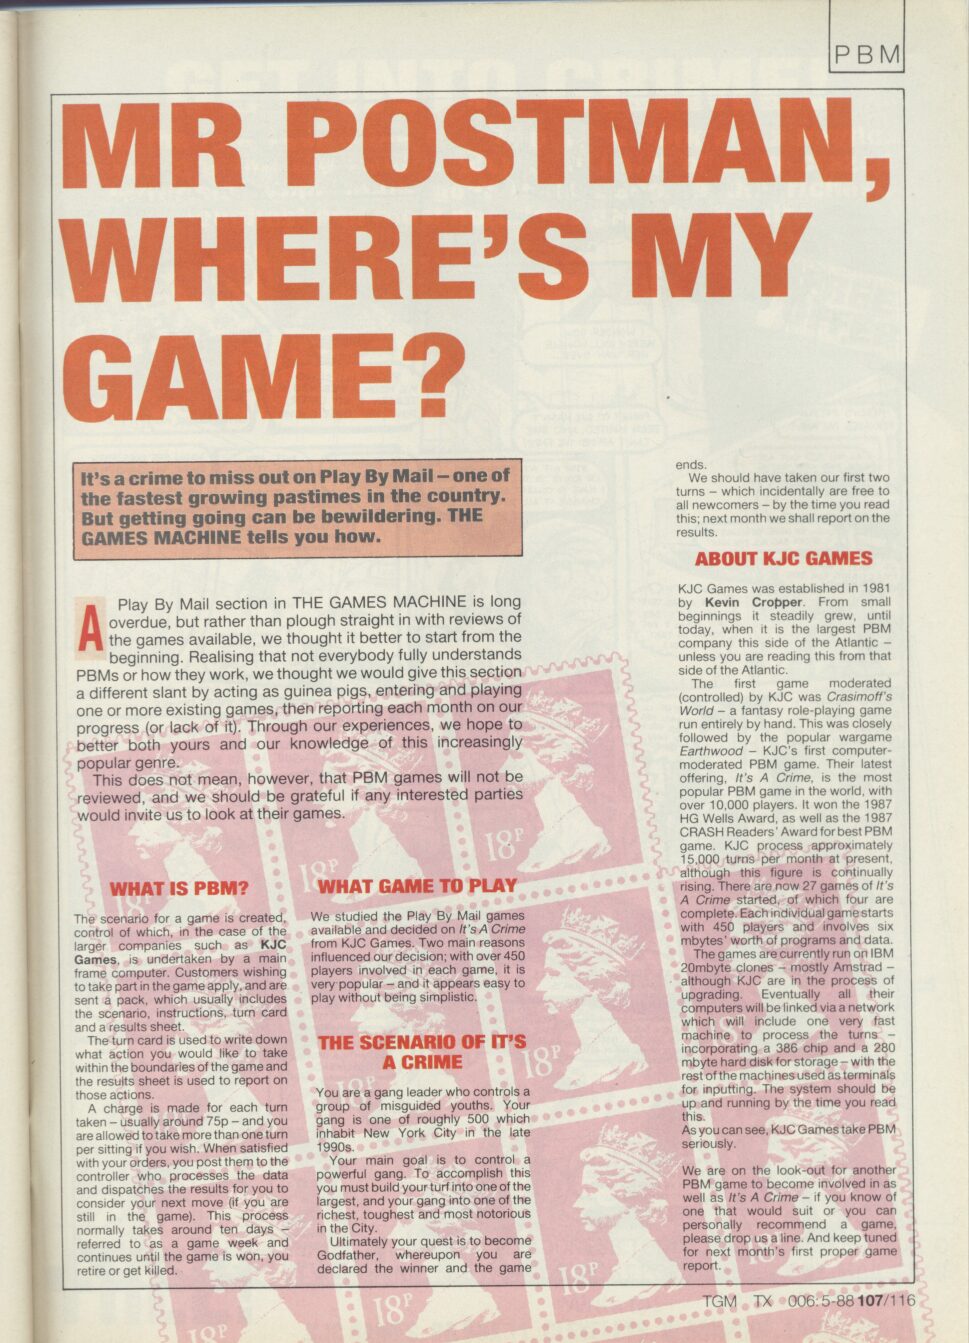 PBM
MR POSTMAN,
WHERE'S MY
GAME?
It's a crime to miss out on Play By Mail – one of
the fastest growing pastimes in the country.
But getting going can be bewildering. THE
GAMES MACHINE tells you how.
A Play By Mail section in THE GAMES MACHINE is long
overdue, but rather than plough straight in with reviews of
the games available, we thought it better to start from the
beginning. Realising that not everybody fully understands
PBMs or how they work, we thought we would give this section
a different slant by acting as guinea pigs, entering and playing
one or more existing games, then reporting each month on our
progress (or lack of it). Through our experiences, we hope to
better both yours and our knowledge of this increasingly
popular genre.
This does not mean, however, that PBM games will not be
reviewed, and we should be grateful if any interested parties
would invite us to look at their games.
WHAT IS PBM?
The scenario for a game is created,
control of which, in the case of the
larger companies such as KJC
Games, is undertaken by a main
frame computer. Customers wishing
to take part in the game apply, and are
sent a pack, which usually includes
the scenario, instructions, turn card
and a results sheet.
The turn card is used to write down
what action you would like to take
within the boundaries of the game and
the results sheet is used to report on
those actions.
A charge is made for each turn
taken – usually around 75p – and you
are allowed to take more than one turn
per sitting if you wish. When satisfied
with your orders, you post them to the
controller who processes the data
and dispatches the results for you to
consider your next move (if you are
still in the game). This process
normally takes around ten days –
referred to as a game week and
continues until the game is won, you
retire or get killed.
WHAT GAME TO PLAY
We studied the Play By Mail games
available and decided on It's A Crime
from KJC Games. Two main reasons
influenced our decision; with over 450
players involved in each game, it is
very popular – and it appears easy to
play without being simplistic.
THE SCENARIO OF IT'S
A CRIME
You are a gang leader who controls a
group of misguided youths. Your
gang is one of roughly 500 which
inhabit New York City in the late
1990s.
Your main goal is to control a
powerful gang. To accomplish this
you must build your turf into one of the
largest, and your gang into one of the
richest, toughest and most notorious
in the City.
Ultimately your quest is to become
Godfather, whereupon you are
declared the winner and the game
ends.
We should have taken our first two
turns – which incidentally are free to
all newcomers – by the time you read
this; next month we shall report on the
results.
ABOUT KJC GAMES
KJC Games was established in 1981
by Kevin Cropper. From small
beginnings it steadily grew, until
today, when it is the largest PBM
company this side of the Atlantic –
unless you are reading this from that
side of the Atlantic.
The first game moderated
(controlled) by KJC was Crasimoff's
World – a fantasy role-playing game
run entirely by hand. This was closely
followed by the popular wargame
Earthwood – KJC's first computer-
moderated PBM game. Their latest
offering, It's A Crime, is the most
popular PBM game in the world, with
over 10,000 players. It won the 1987
HG Wells Award, as well as the 1987
CRASH Readers' Award for best PBM
game. KJC process approximately
15,000 turns per month at present,
although this figure is continually
rising. There are now 27 games of It's
A Crime started, of which four are
complete. Each individual game starts
with 450 players and involves six
mbytes' worth of programs and data.
The games are currently run on IBM
20mbyte clones – mostly Amstrad –
although KJC are in the process of
upgrading. Eventually all their
computers will be linked via a network
which will include one very fast
machine to process the turns –
incorporating a 386 chip and a 280
mbyte hard disk for storage – with the
rest of the machines used as terminals
for inputting. The system should be
up and running by the time you read
this.
As you can see, KJC Games take PBM
seriously.
We are on the look-out for another
PBM game to become involved in as
well as It's A Crime – if you know of
one that would suit or you can
personally recommend a game,
please drop us a line. And keep tuned
for next month's first proper game
report.
18P
18P
18P
18P
18P
18P
18P
18P
TGM TX 006:5-88 107/116